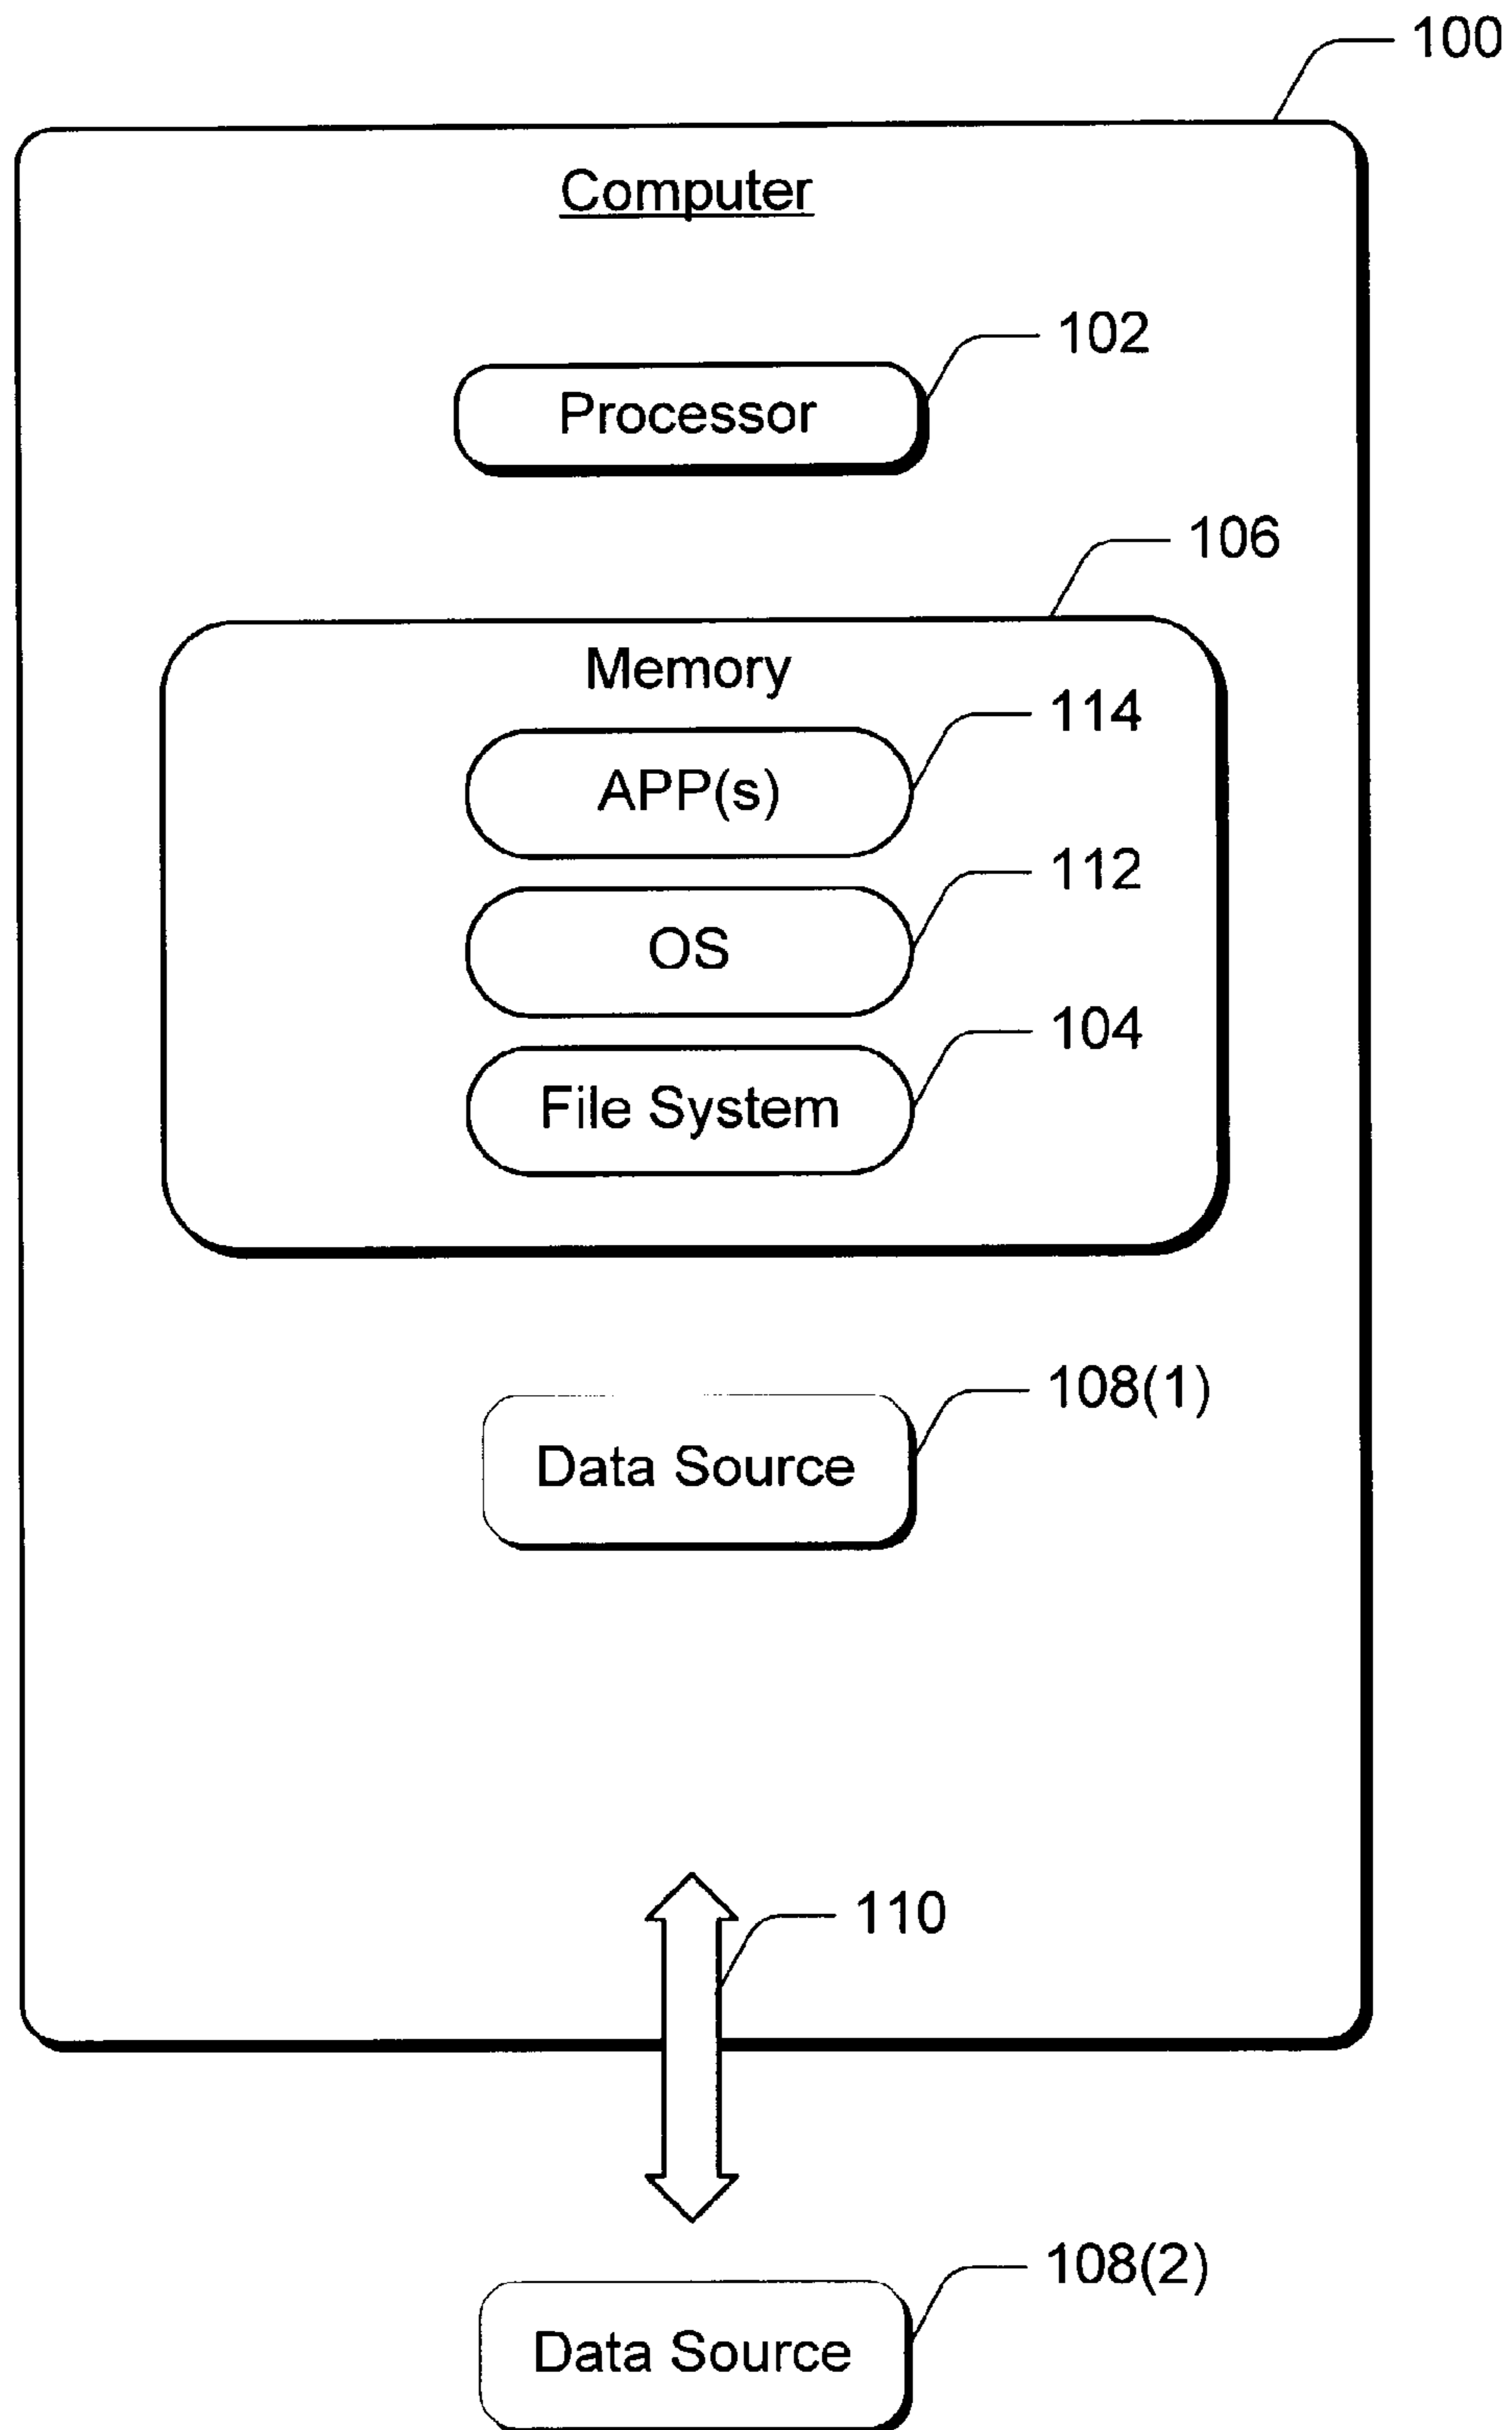 100
Computer
102
Processor
106
Memory
114
APP(s)
112
OS
104
File System
108(1)
Data Source
110
108(2)
Data Source